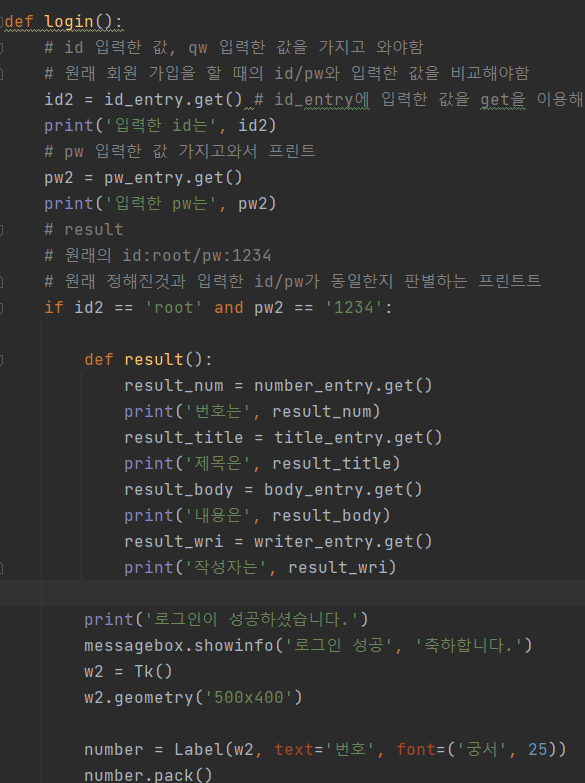 def login():
# id 입력한 값, qw 입력한 값을 가지고 와야함
# 원래 회원 가입을 할 때의 id/pw와 입력한 값을 비교해야함
id2 = id_entry.get() # id_entry에 입력한 값을 get을 이용해
print('입력한 id는', id2)
# pw 입력한 값 가지고와서 프린트
pw2 = pw_entry.get()
print('입력한 pw는', pw2)
# result
# 원래의 id:root/pw:1234
# 원래 정해진것과 입력한 id/pw가 동일한지 판별하는 프린트트
if id2 == 'root' and pw2 == '1234':
def result():
result_num = number_entry.get()
print('번호는', result_num)
result_title = title_entry.get()
print('제목은', result_title)
result_body = body_entry.get()
print('내용은', result_body)
result_wri = writer_entry.get()
print('작성자는', result_wri)
print('로그인이 성공하셨습니다.')
messagebox.showinfo('로그인 성공', '축하합니다.')
w2 = Tk()
w2.geometry('500x400')
number = Label(w2, text='번호', font=('궁서', 25))
number.pack()